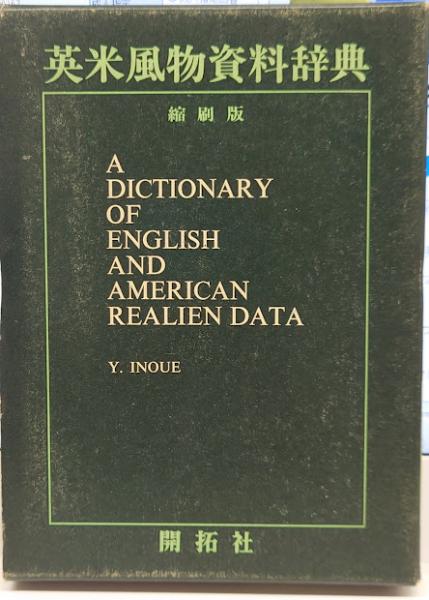 英米風物資料辞典
縮刷版
A
DICTIONARY
OF
ENGLISH
AND
AMERICAN
REALIEN DATA
Y. INOUE
開拓社